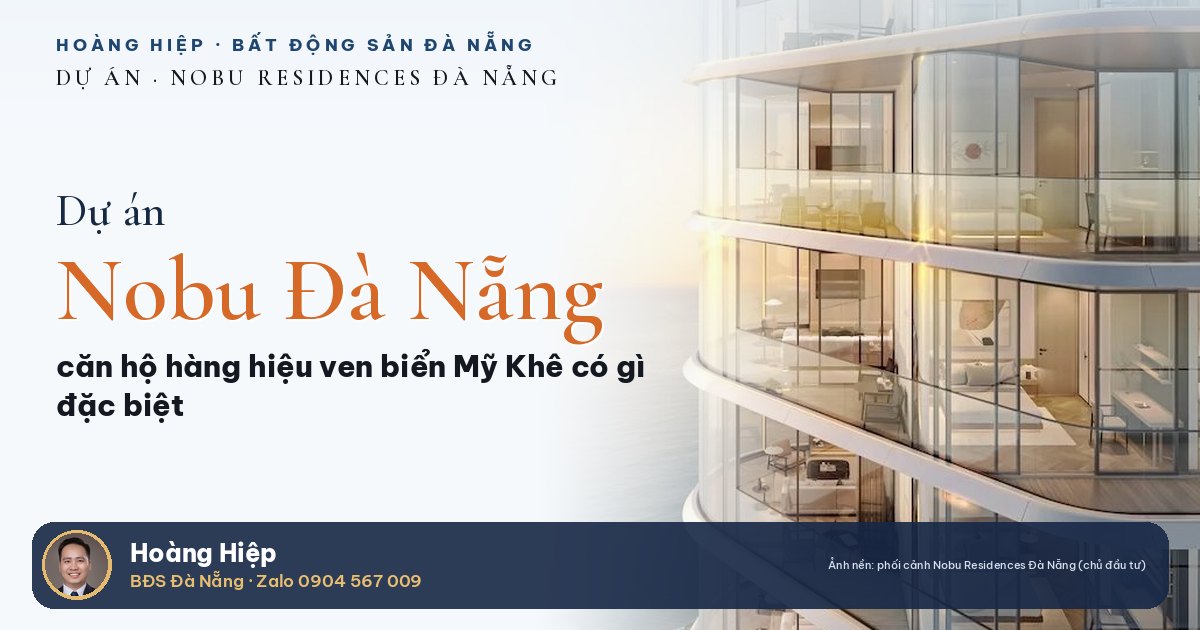 HOÀNG HIỆP · BẤT ĐỘNG SẢN ĐÀ NẴNG
DỰ ÁN · NOBU RESIDENCES ĐÀ NẴNG
Dự án
Nobu Đà Nẵng
căn hộ hàng hiệu ven biển Mỹ Khê có gì
đặc biệt
Hoàng Hiệp
BĐS Đà Nẵng · Zalo 0904 567 009
Ảnh nền: phối cảnh Nobu Residences Đà Nẵng (chủ đầu tư)